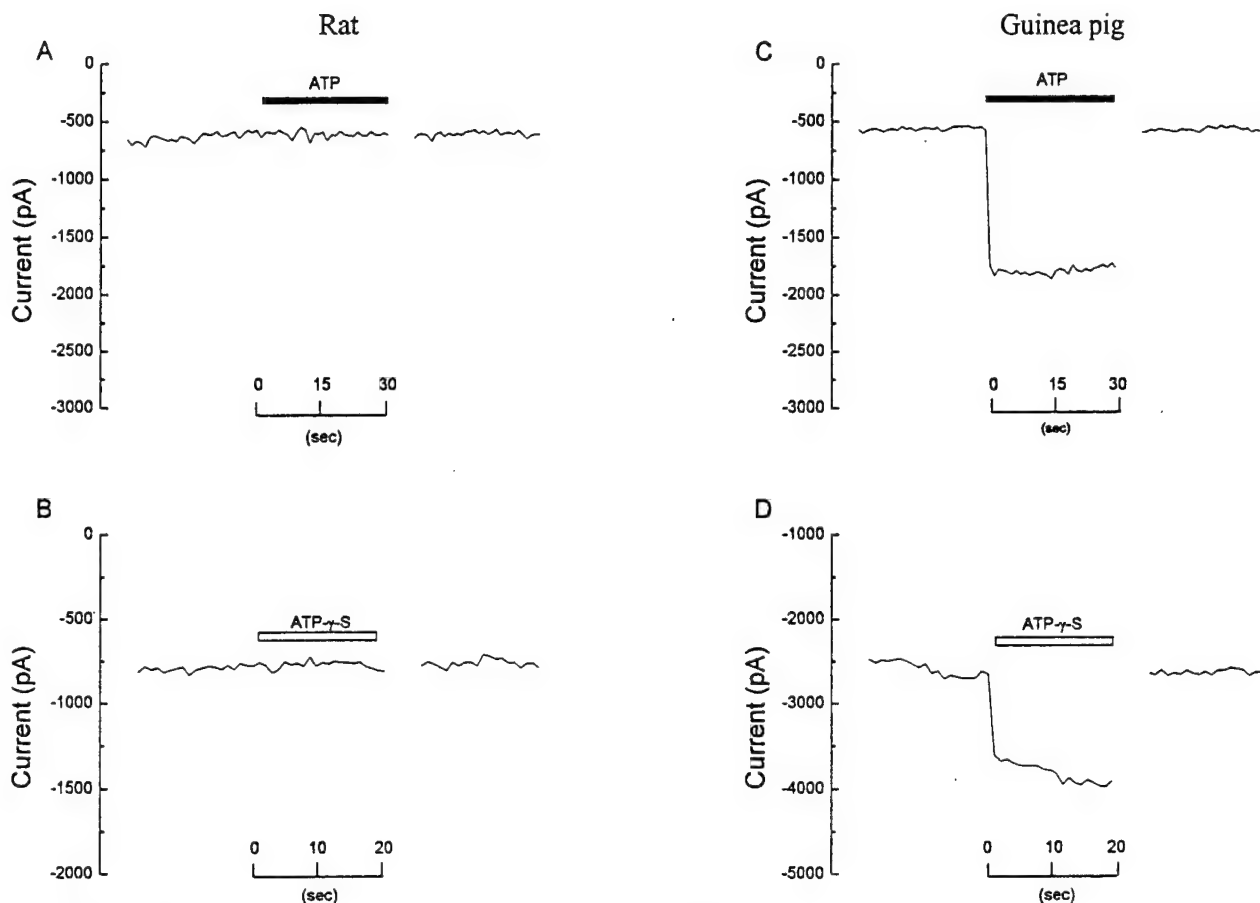 Rat
Guinea pig
A
0
-500
-1000
-1500
-2000
-2500
-3000
Current (pA)
ATP
0 15 30
(sec)
C
0
-500
-1000
-1500
-2000
-2500
-3000
Current (pA)
ATP
0 15 30
(sec)
B
0
-500
-1000
-1500
-2000
Current (pA)
ATP-γ-S
0 10 20
(sec)
D
-1000
-2000
-3000
-4000
-5000
Current (pA)
ATP-γ-S
0 10 20
(sec)